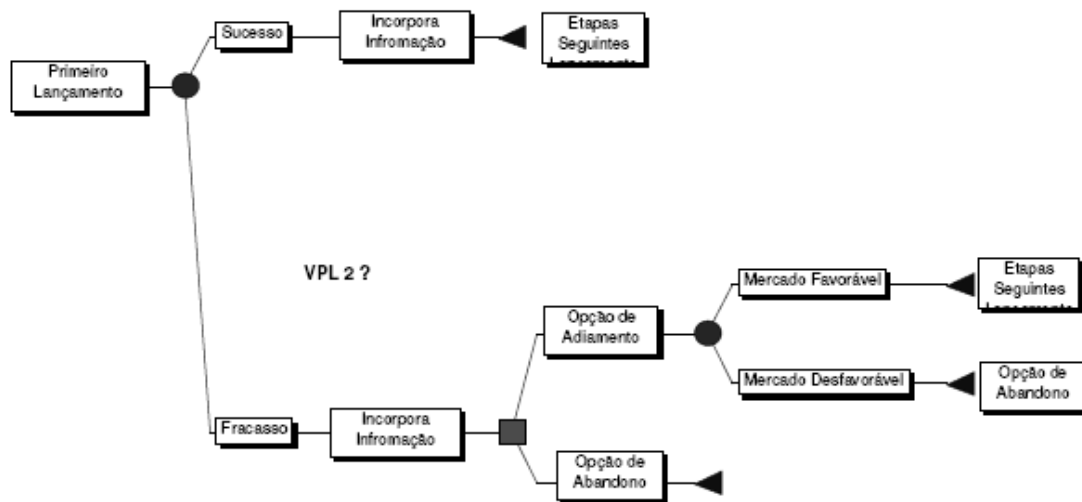 Primeiro
Lançamento
Sucesso
Incorpora
Infromação
Etapas
Seguintes
VPL 2 ?
Fracasso
Incorpora
Infromação
Opção de
Adiamento
Mercado Favorável
Etapas
Seguintes
Mercado Desfavorável
Opção de
Abandono
Opção de
Abandono